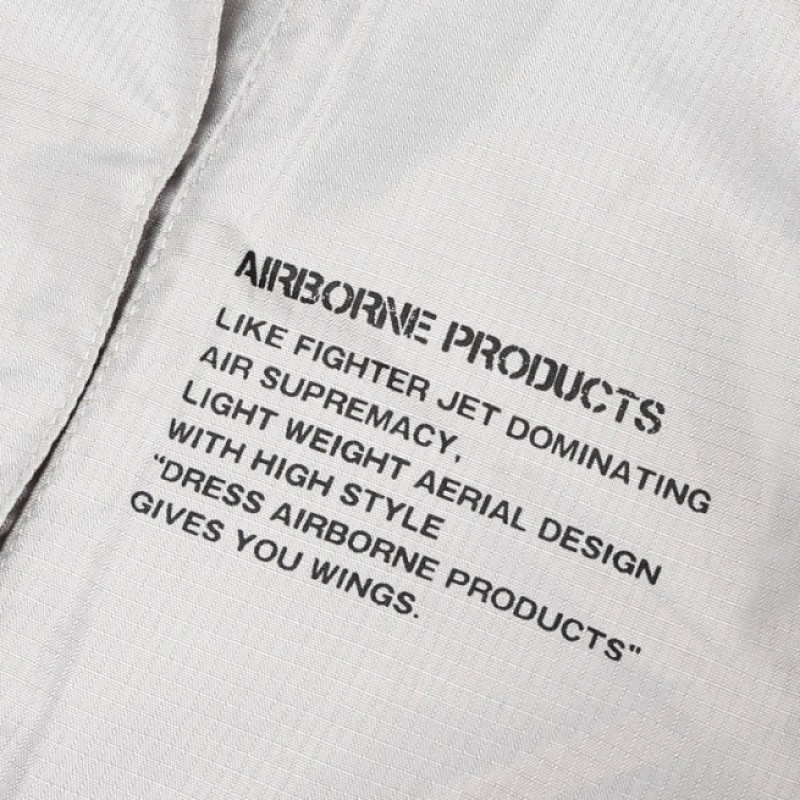 AIRBORNE PRODUCTS
LIKE FIGHTER JET DOMINATING
AIR SUPREMACY,
LIGHT WEIGHT AERIAL DESIGN
WITH HIGH STYLE
“DRESS AIRBORNE PRODUCTS"
GIVES YOU WINGS.